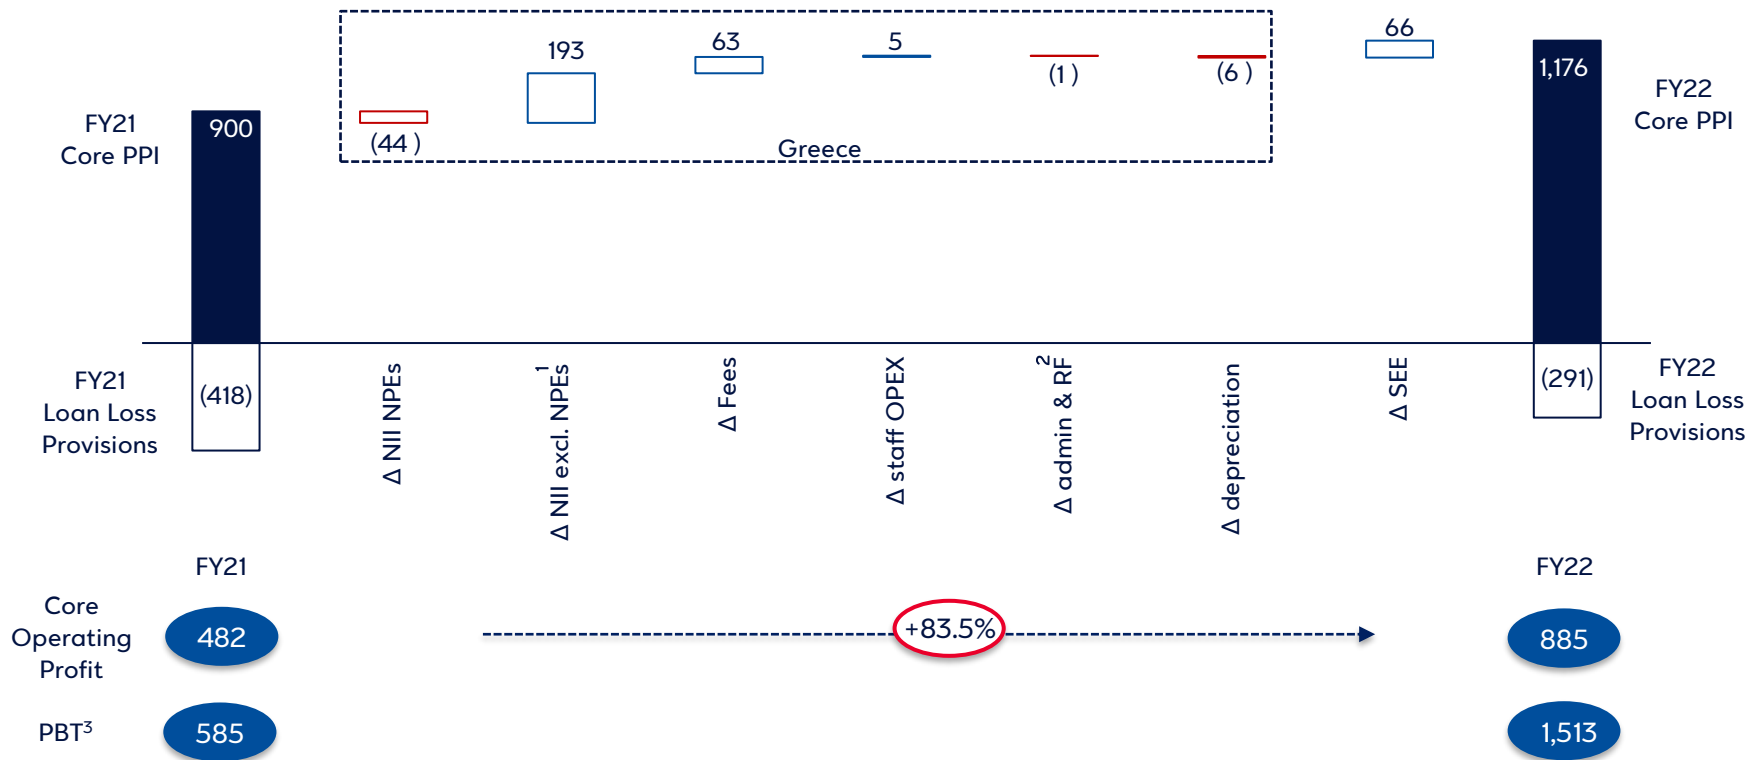 FY21
Core PPI
900
(44 )
193
63
5
(1 )
(6 )
Greece
66
1,176
FY22
Core PPI
FY21
Loan Loss
Provisions
(418)
Δ NII NPEs
Δ NII excl. NPEs1
Δ Fees
Δ staff OPEX
Δ admin & RF2
Δ depreciation
Δ SEE
(291)
FY22
Loan Loss
Provisions
FY21
FY22
Core
Operating
Profit
482
+83.5%
885
PBT3
585
1,513